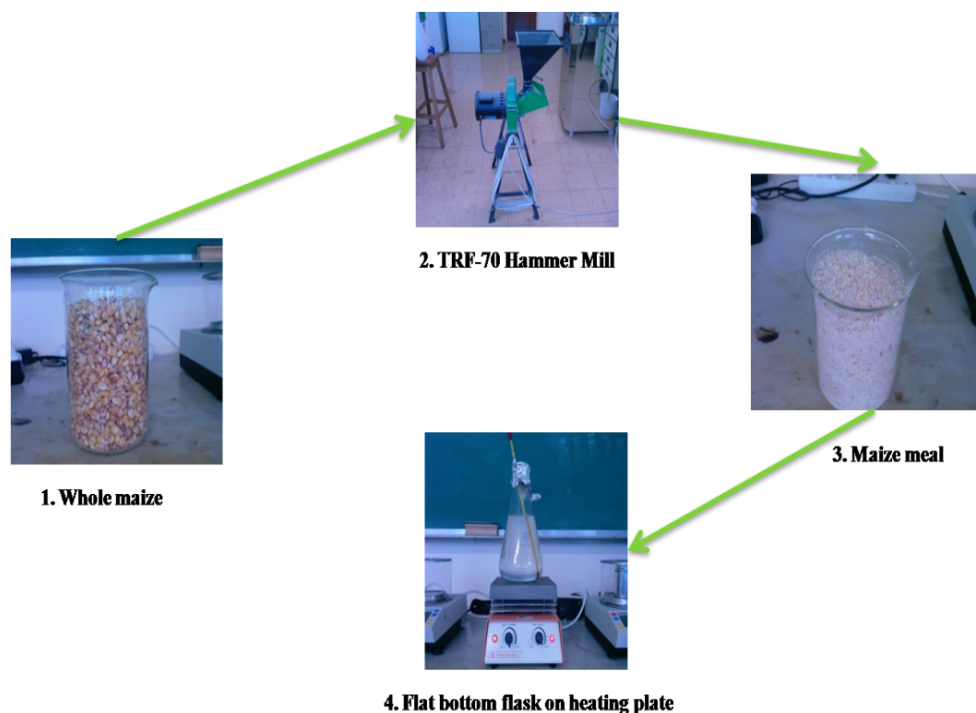 2. TRF-70 Hammer Mill
1. Whole maize
3. Maize meal
4. Flat bottom flask on heating plate